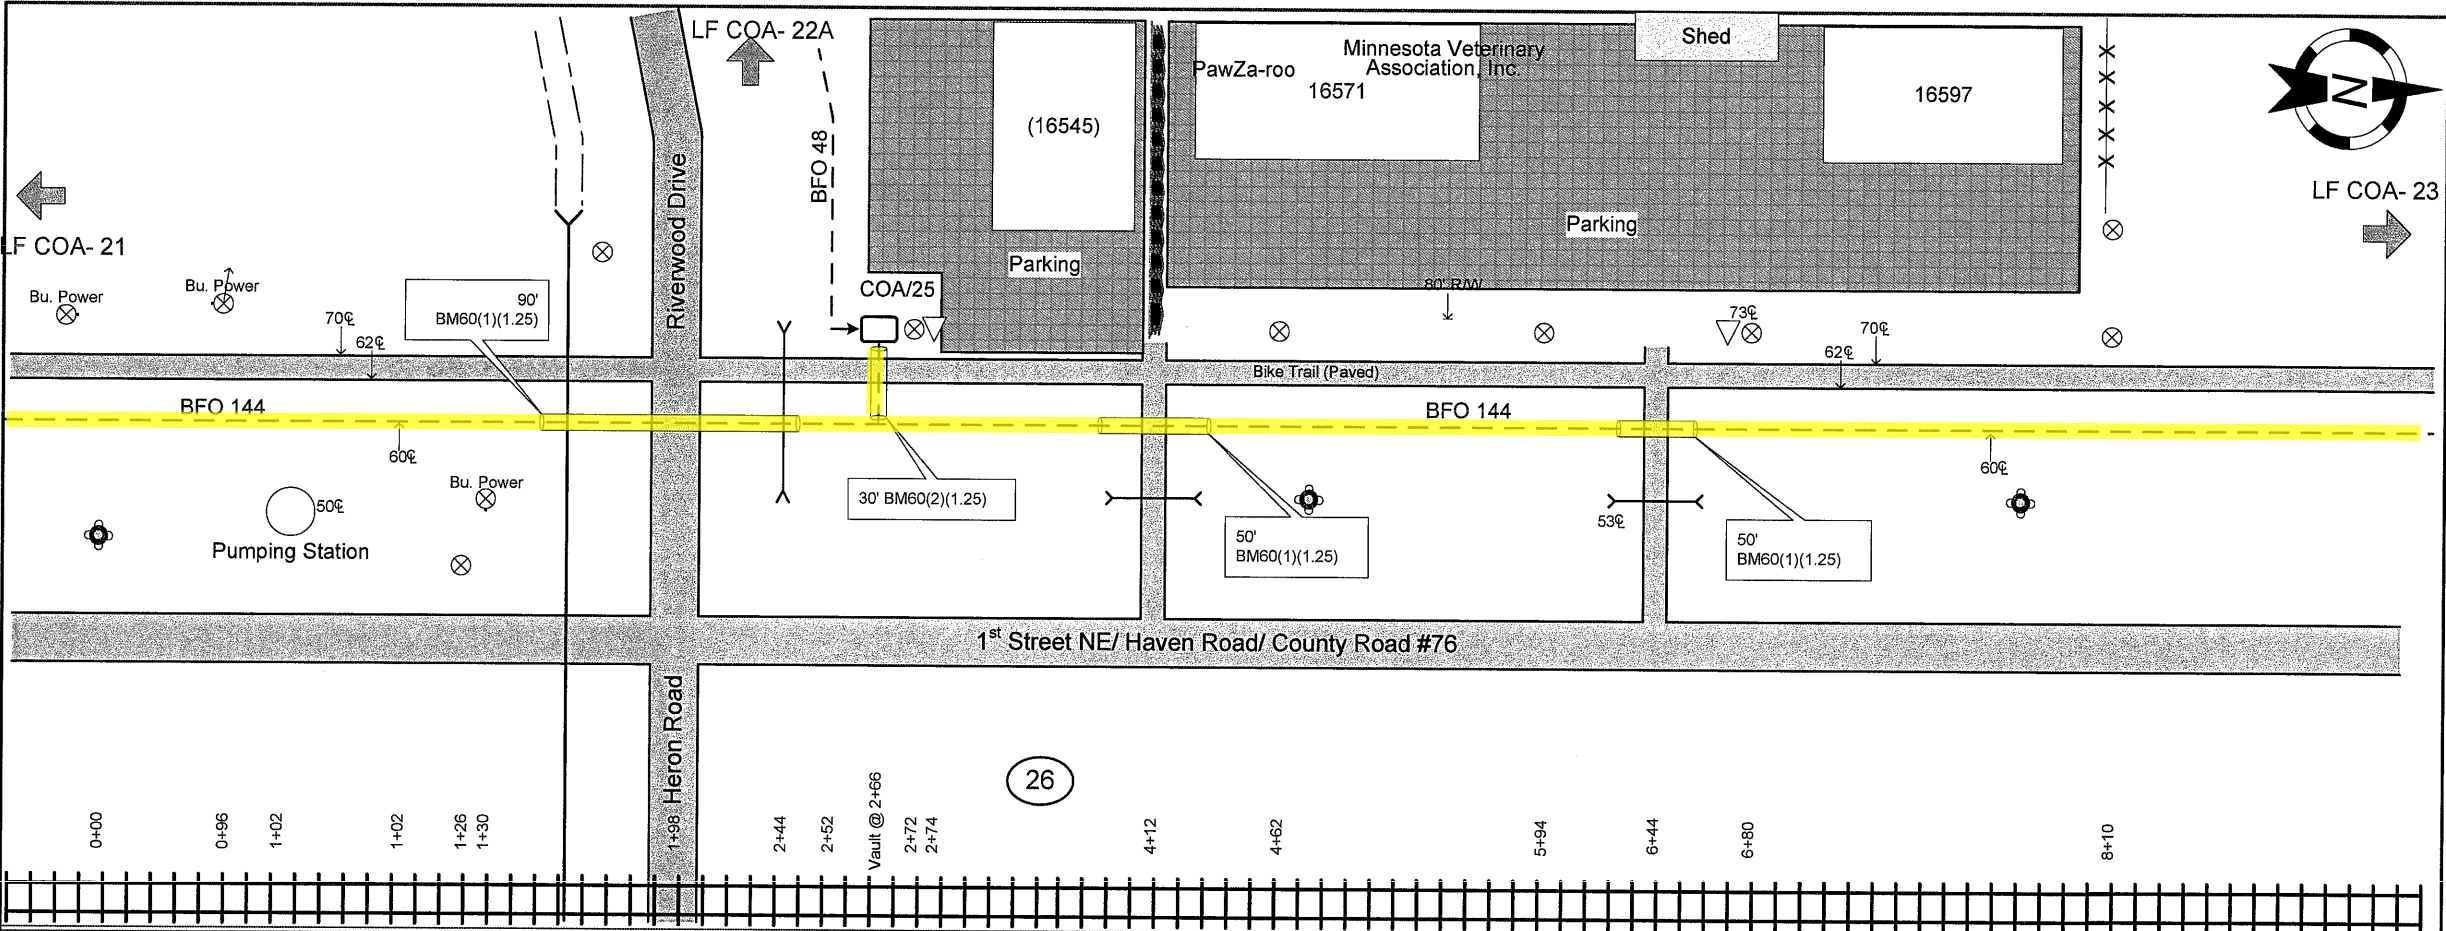 LF COA- 22A
Shed
Minnesota Veterinary
Association, Inc.
PawZa-roo
16571
16597
(16545)
N
BFO 48
Riverwood Drive
LF COA- 23
LF COA- 21
Parking
Parking
Bu. Power
Bu. Power
COA/25
80' R/W
90'
BM60(1)(1.25)
70℄
62℄
73℄
70℄
62℄
Bike Trail (Paved)
BFO 144
BFO 144
60℄
60℄
Bu. Power
30' BM60(2)(1.25)
50℄
53℄
Pumping Station
50'
BM60(1)(1.25)
50'
BM60(1)(1.25)
1st Street NE/ Haven Road/ County Road #76
Heron Road
26
0+00
0+96
1+02
1+02
1+26
1+30
1+98
2+44
2+52
Vault @ 2+66
2+72
2+74
4+12
4+62
5+94
6+44
6+80
8+10